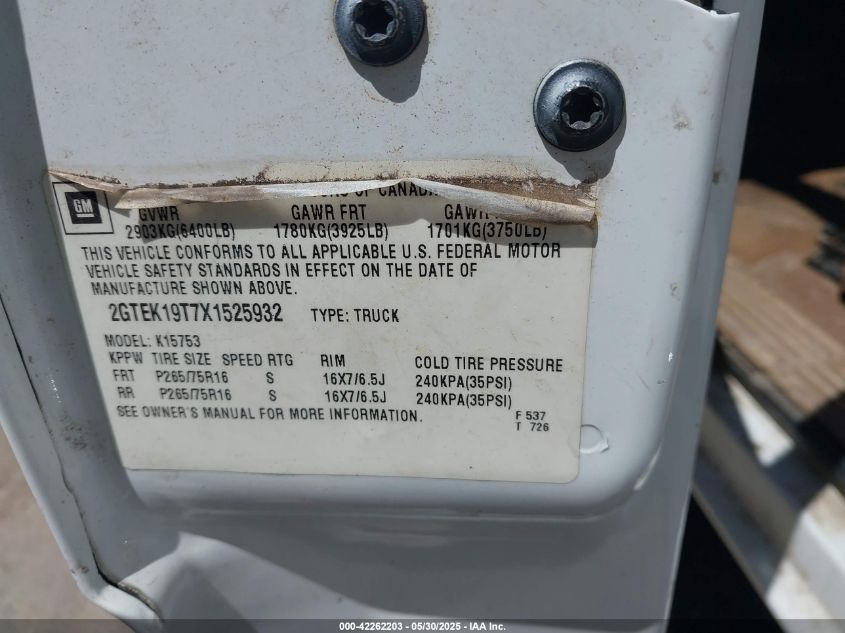 OF CANADA
GM
GVWR GAWR FRT GAWR
2903KG(6400LB) 1780KG(3925LB) 1701KG(3750LB)
THIS VEHICLE CONFORMS TO ALL APPLICABLE U.S. FEDERAL MOTOR
VEHICLE SAFETY STANDARDS IN EFFECT ON THE DATE OF
MANUFACTURE SHOWN ABOVE.
2GTEK19T7X1525932 TYPE: TRUCK
MODEL: K15753
KPPW TIRE SIZE SPEED RTG RIM COLD TIRE PRESSURE
FRT P265/75R16 S 16X7/6.5J 240KPA(35PSI)
RR P265/75R16 S 16X7/6.5J 240KPA(35PSI)
SEE OWNER'S MANUAL FOR MORE INFORMATION.
F 537
T 726
000-42262203 - 05/30/2025 - IAA Inc.